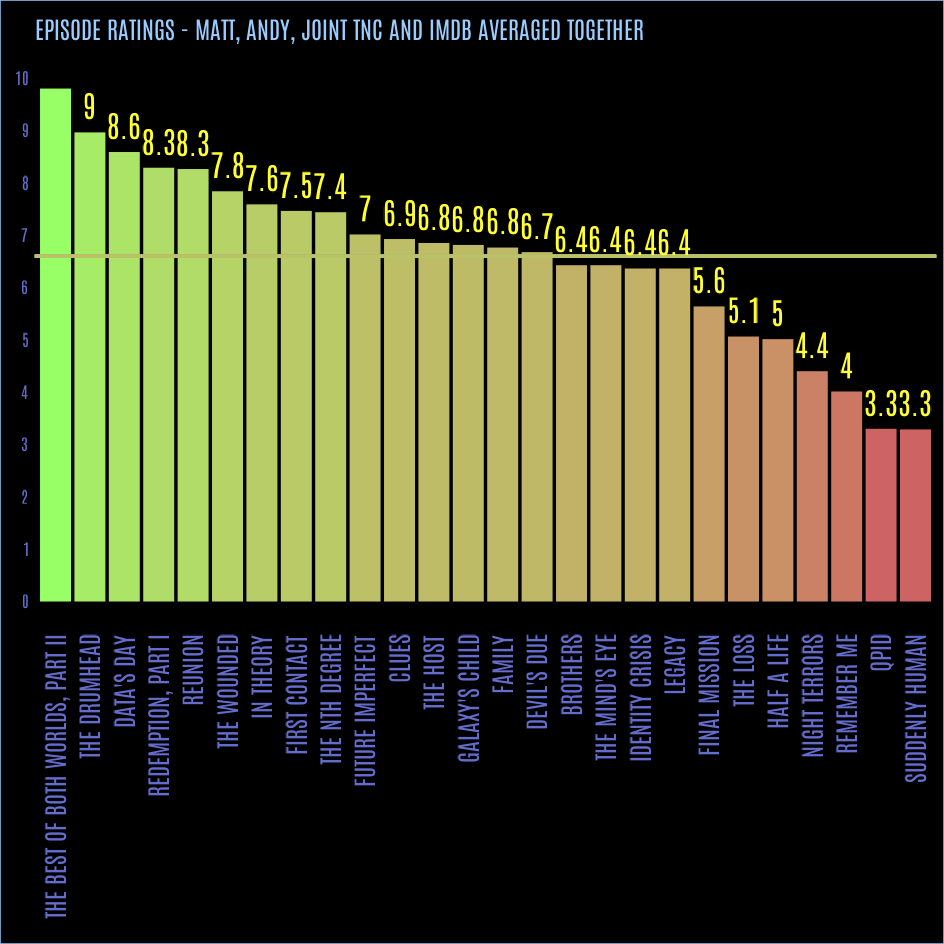 EPISODE RATINGS - MATT, ANDY, JOINT TNC AND IMDB AVERAGED TOGETHER
10
9
8
7
6
5
4
3
2
1
0
9
8.6
8.3
8.3
7.8
7.6
7.5
7.4
7
6.9
6.8
6.8
6.8
6.7
6.4
6.4
6.4
6.4
5.6
5.1
5
4.4
4
3.3
3.3
THE BEST OF BOTH WORLDS, PART II
THE DRUMHEAD
DATA'S DAY
REDEMPTION, PART I
REUNION
THE WOUNDED
IN THEORY
FIRST CONTACT
THE NTH DEGREE
FUTURE IMPERFECT
CLUES
THE HOST
GALAXY'S CHILD
FAMILY
DEVIL'S DUE
BROTHERS
THE MIND'S EYE
IDENTITY CRISIS
LEGACY
FINAL MISSION
THE LOSS
HALF A LIFE
NIGHT TERRORS
REMEMBER ME
QPID
SUDDENLY HUMAN